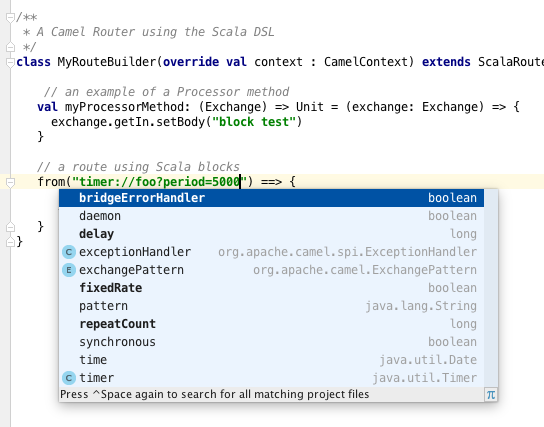 /**
* A Camel Router using the Scala DSL
*/
class MyRouteBuilder(override val context : CamelContext) extends ScalaRoute
// an example of a Processor method
val myProcessorMethod: (Exchange) => Unit = (exchange: Exchange) => {
exchange.getIn.setBody("block test")
}
// a route using Scala blocks
from("timer://foo?period=5000") ==> {
bridgeErrorHandler boolean
daemon boolean
delay long
C exceptionHandler org.apache.camel.spi.ExceptionHandler
E exchangePattern org.apache.camel.ExchangePattern
fixedRate boolean
pattern java.lang.String
repeatCount long
synchronous boolean
time java.util.Date
C timer java.util.Timer
Press ^Space again to search for all matching project files π
}
}